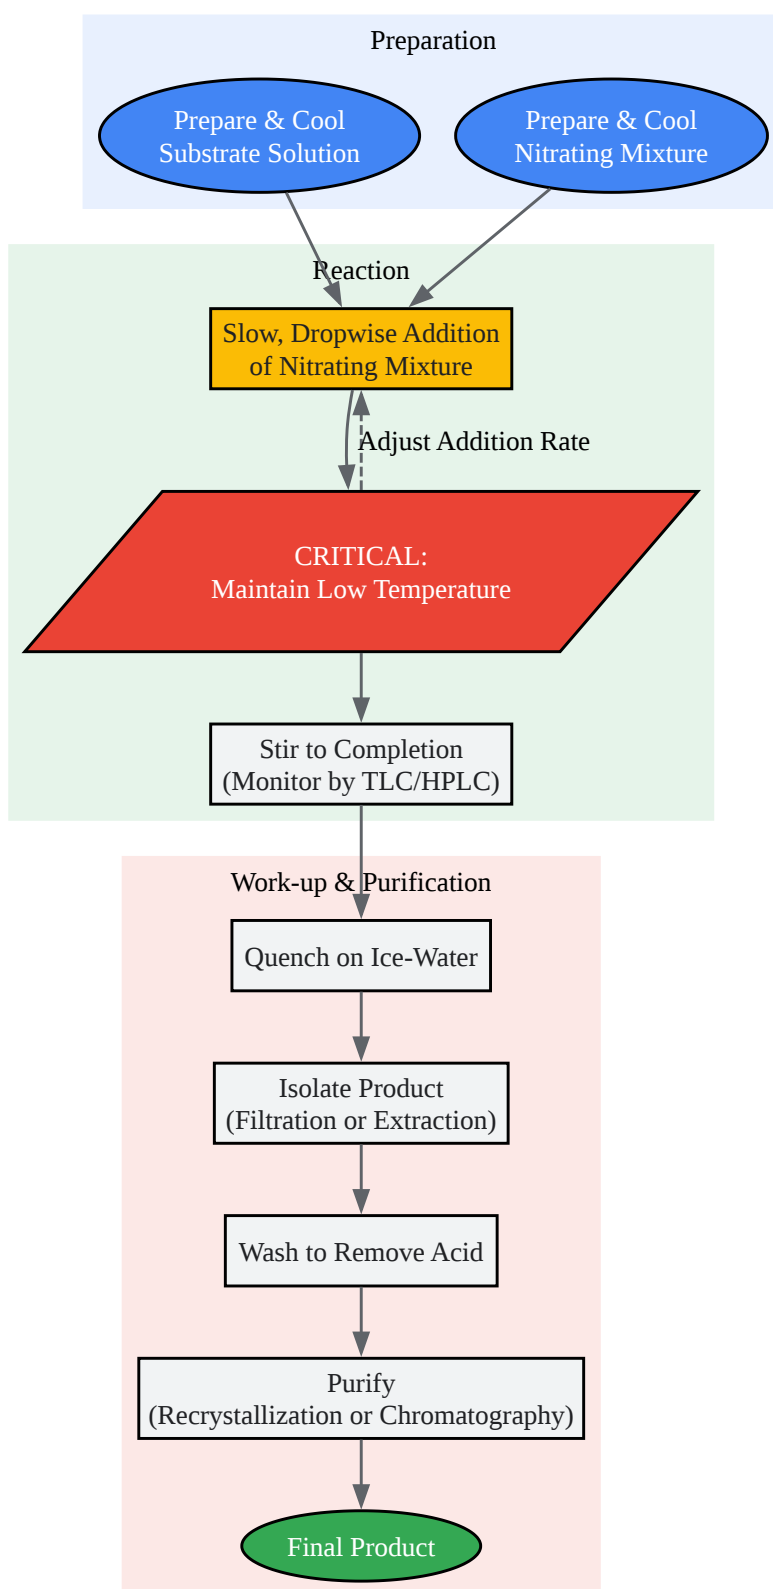 Preparation
Prepare & Cool
Substrate Solution
Prepare & Cool
Nitrating Mixture
Reaction
Slow, Dropwise Addition
of Nitrating Mixture
Adjust Addition Rate
CRITICAL:
Maintain Low Temperature
Stir to Completion
(Monitor by TLC/HPLC)
Work-up & Purification
Quench on Ice-Water
Isolate Product
(Filtration or Extraction)
Wash to Remove Acid
Purify
(Recrystallization or Chromatography)
Final Product